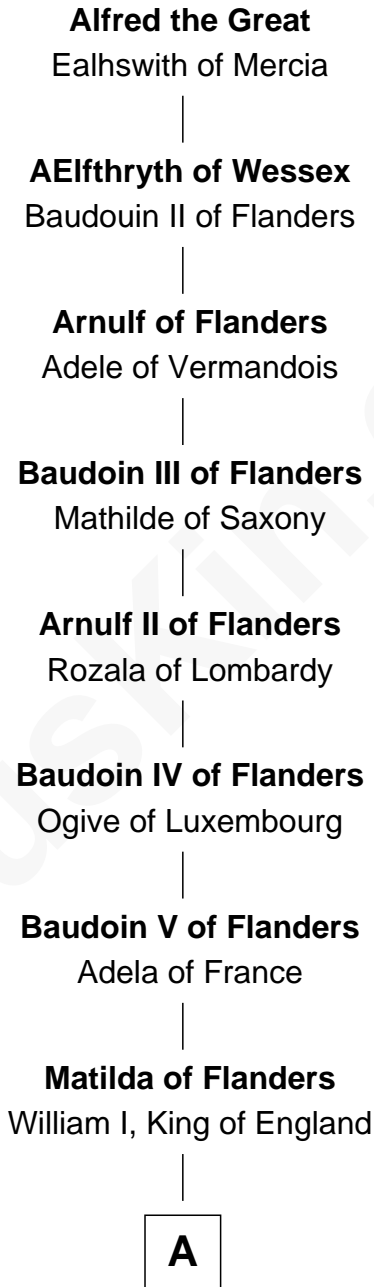 Alfred the Great
Ealhswith of Mercia
AElfthryth of Wessex
Baudouin II of Flanders
Arnulf of Flanders
Adele of Vermandois
Baudoin III of Flanders
Mathilde of Saxony
Arnulf II of Flanders
Rozala of Lombardy
Baudoin IV of Flanders
Ogive of Luxembourg
Baudoin V of Flanders
Adela of France
Matilda of Flanders
William I, King of England
A